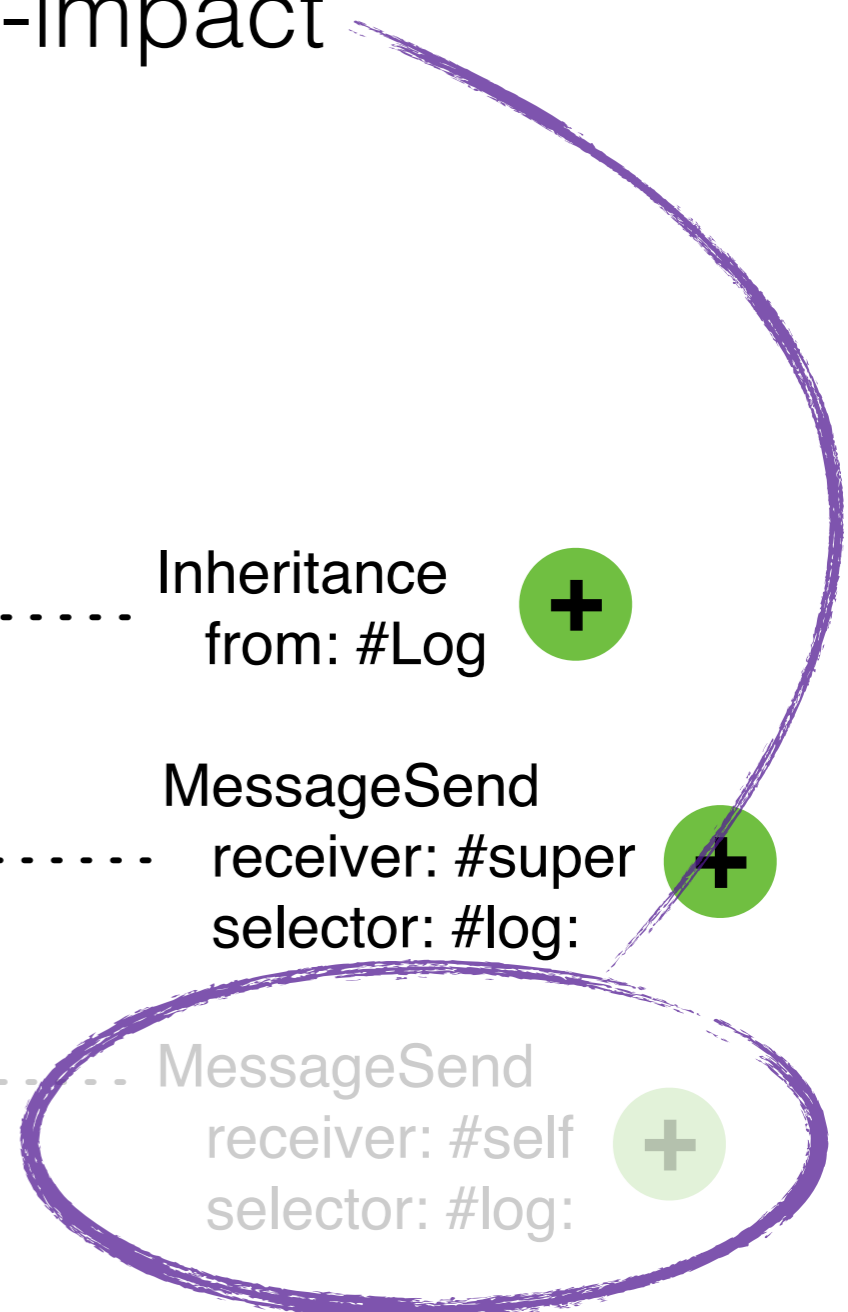 -impact
Inheritance
from: #Log
+
MessageSend
receiver: #super
selector: #log:
+
MessageSend
receiver: #self
selector: #log:
+